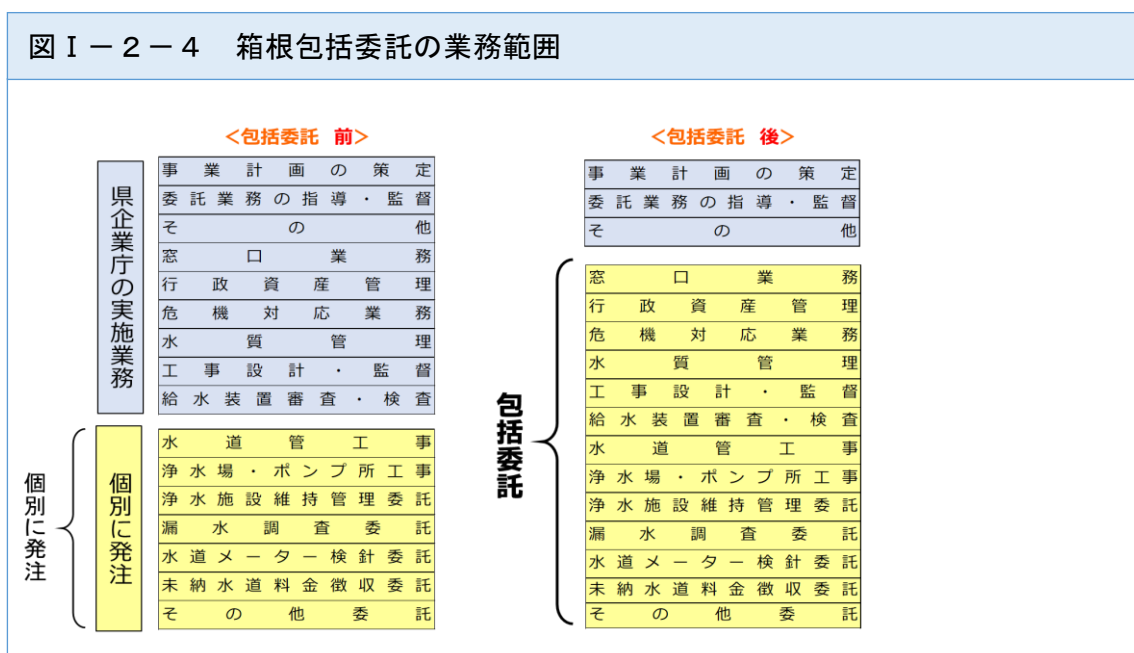 図Ⅰ－２－４　箱根包括委託の業務範囲
＜包括委託 前＞
県企業庁の実施業務
事業計画の策定
委託業務の指導・監督
その他
窓口業務
行政資産管理
危機対応業務
水質管理
工事設計・監督
給水装置審査・検査
個別に発注
個別に発注
水道管工事
浄水場・ポンプ所工事
浄水施設維持管理委託
漏水調査委託
水道メーター検針委託
未納水道料金徴収委託
その他委託
＜包括委託 後＞
事業計画の策定
委託業務の指導・監督
その他
包括委託
窓口業務
行政資産管理
危機対応業務
水質管理
工事設計・監督
給水装置審査・検査
水道管工事
浄水場・ポンプ所工事
浄水施設維持管理委託
漏水調査委託
水道メーター検針委託
未納水道料金徴収委託
その他委託